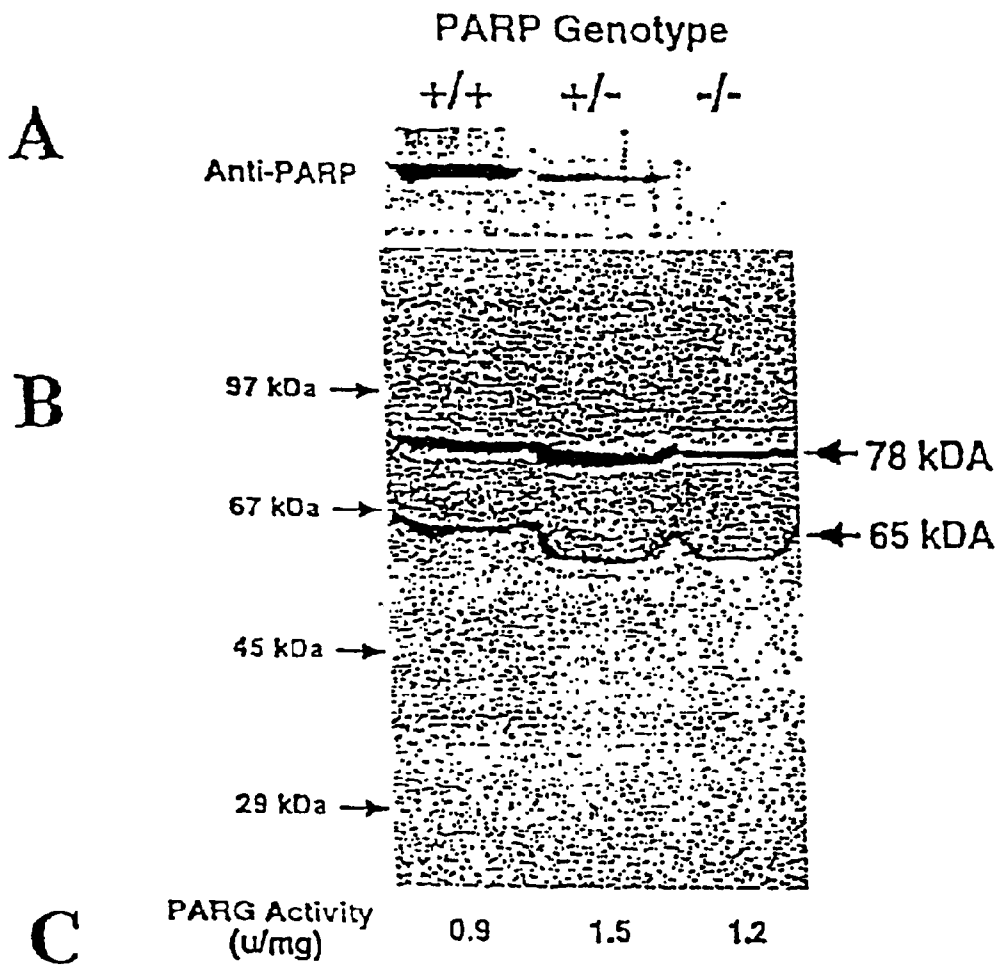 PARP Genotype
+/+ +/- -/-
A
Anti-PARP
B
97 kDa
78 kDA
67 kDa
65 kDA
45 kDa
29 kDa
C
PARG Activity
(u/mg)
0.9 1.5 1.2